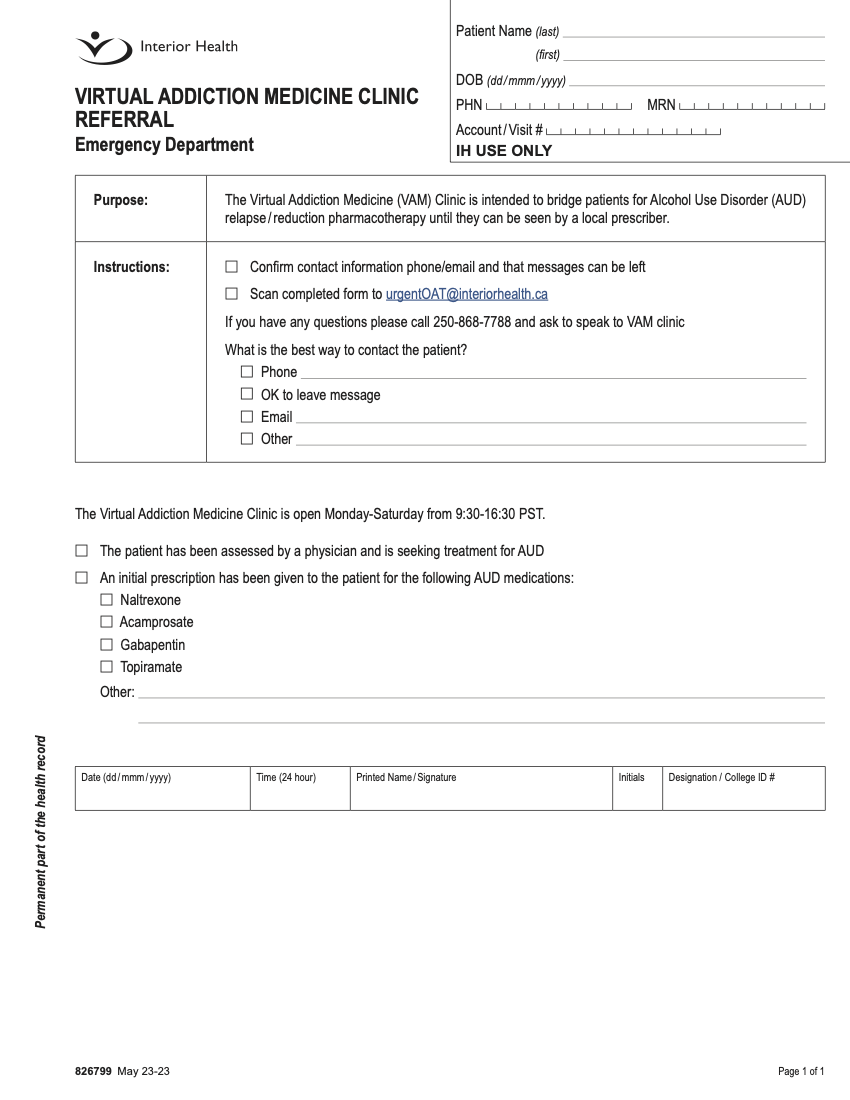 Interior Health
VIRTUAL ADDICTION MEDICINE CLINIC
REFERRAL
Emergency Department
Patient Name (last)
(first)
DOB (dd/mmm/yyyy)
PHN MRN
Account/Visit #
IH USE ONLY
Purpose: The Virtual Addiction Medicine (VAM) Clinic is intended to bridge patients for Alcohol Use Disorder (AUD)
relapse/reduction pharmacotherapy until they can be seen by a local prescriber.
Instructions: ☐ Confirm contact information phone/email and that messages can be left
☐ Scan completed form to urgentOAT@interiorhealth.ca
If you have any questions please call 250-868-7788 and ask to speak to VAM clinic
What is the best way to contact the patient?
☐ Phone
☐ OK to leave message
☐ Email
☐ Other
The Virtual Addiction Medicine Clinic is open Monday-Saturday from 9:30-16:30 PST.
☐ The patient has been assessed by a physician and is seeking treatment for AUD
☐ An initial prescription has been given to the patient for the following AUD medications:
☐ Naltrexone
☐ Acamprosate
☐ Gabapentin
☐ Topiramate
Other:
Date (dd/mmm/yyyy) Time (24 hour) Printed Name/Signature Initials Designation / College ID #
Permanent part of the health record
826799 May 23-23
Page 1 of 1